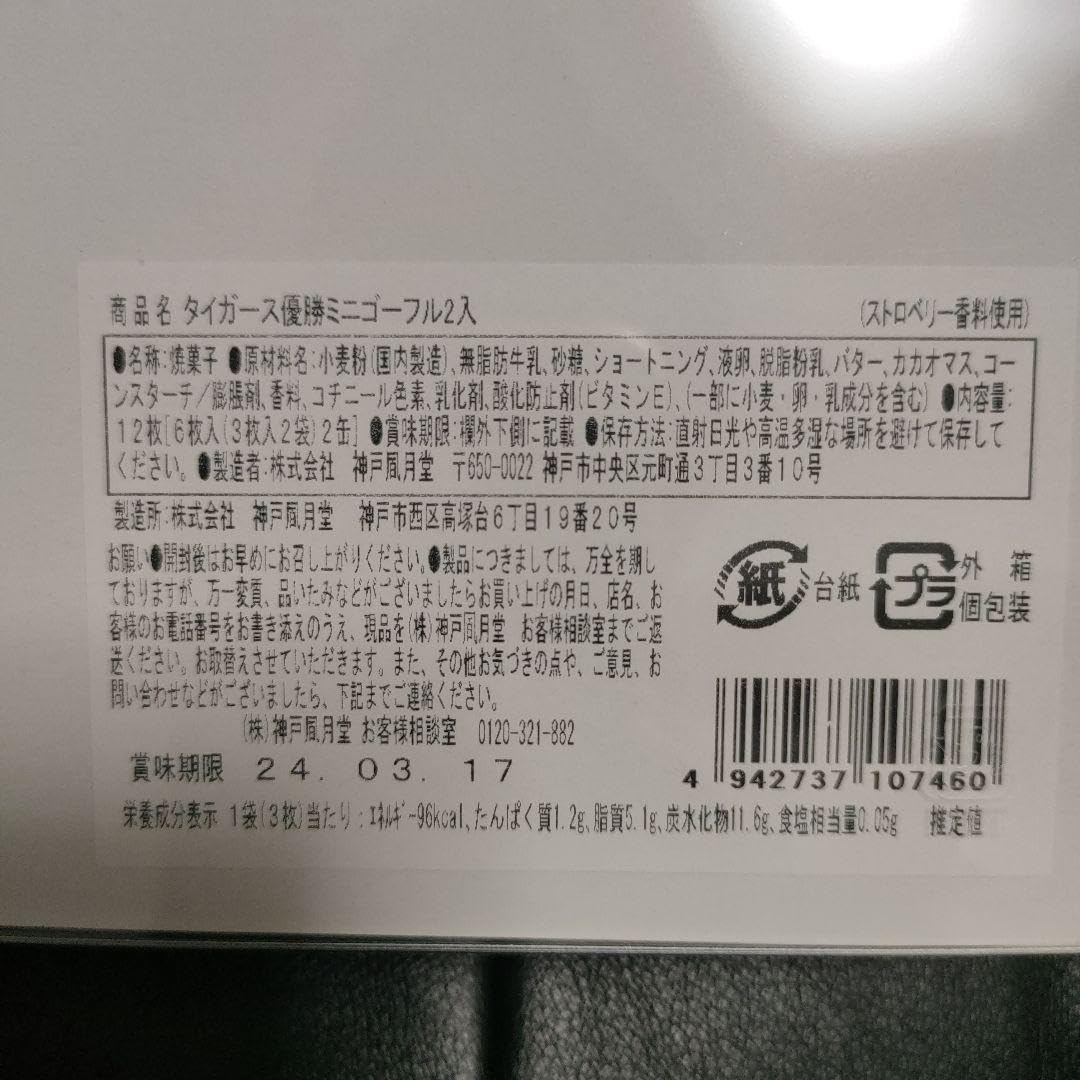 商品名 タイガース優勝ミニゴーフル2入 (ストロベリー香料使用)
●名称:焼菓子 ●原材料名:小麦粉(国内製造)、無脂肪牛乳、砂糖、ショートニング、液卵、脱脂粉乳、バター、カカオマス、コー
ンスターチ/膨脹剤、香料、コチニール色素、乳化剤、酸化防止剤(ビタミンE)、(一部に小麦・卵・乳成分を含む) ●内容量:
12枚[6枚入(3枚入2袋)2缶] ●賞味期限:欄外下側に記載 ●保存方法:直射日光や高温多湿な場所を避けて保存して
ください。●製造者:株式会社 神戸風月堂 〒650-0022 神戸市中央区元町通3丁目3番10号
製造所:株式会社 神戸風月堂 神戸市西区高塚台6丁目19番20号
お願い●開封後はお早めにお召し上がりください。●製品につきましては、万全を期し
ておりますが、万一変質、品いたみなどがございましたらお買い上げの月日、店名、お
客様のお電話番号をお書き添えのうえ、現品を(株)神戸風月堂 お客様相談室までご返
送ください。お取替えさせていただきます。また、その他お気づきの点や、ご意見、お
問い合わせなどがございましたら、下記までご連絡ください。
(株)神戸風月堂 お客様相談室 0120-321-882
紙 台紙
プラ 外箱
個包装
賞味期限 24. 03. 17
4 942737 107460
栄養成分表示 1袋(3枚)当たり:エネルギー96kcal、たんぱく質1.2g、脂質5.1g、炭水化物11.6g、食塩相当量0.05g 推定値